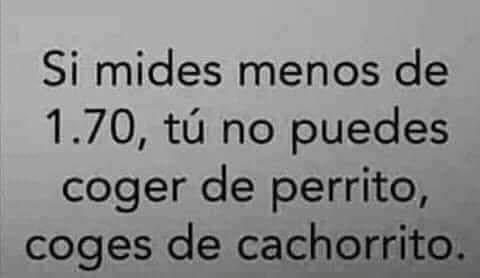 Si mides menos de
1.70, tú no puedes
coger de perrito,
coges de cachorrito.